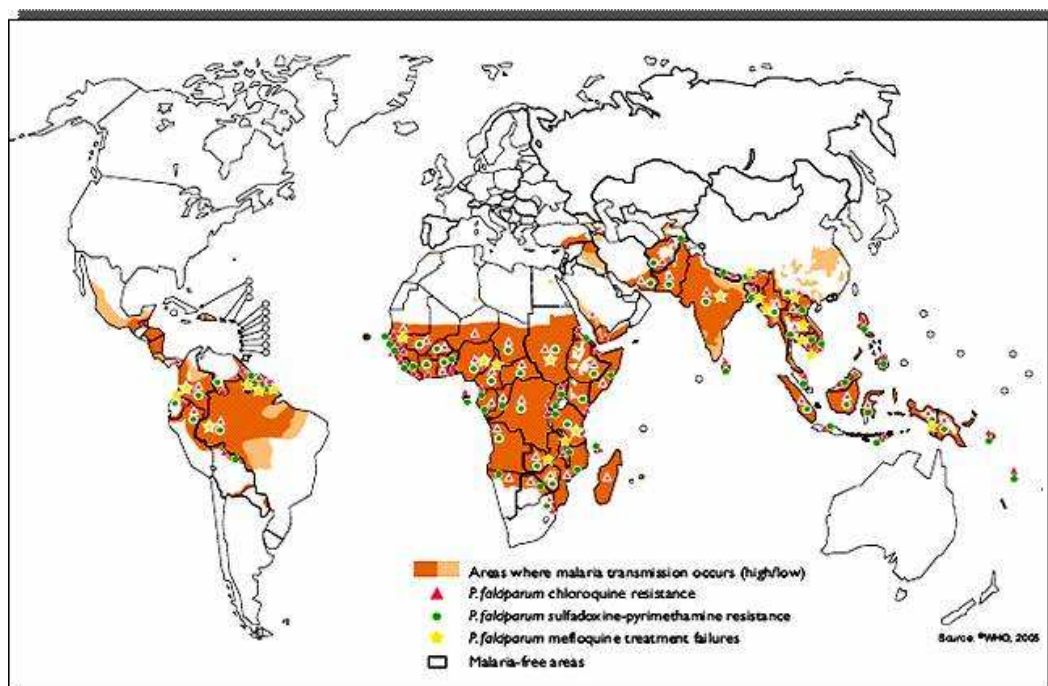 Areas where malaria transmission occurs (high/low)
P. falciparum chloroquine resistance
P. falciparum sulfadoxine-pyrimethamine resistance
P. falciparum mefloquine treatment failures
Malaria-free areas
Source: ©WHO, 2005